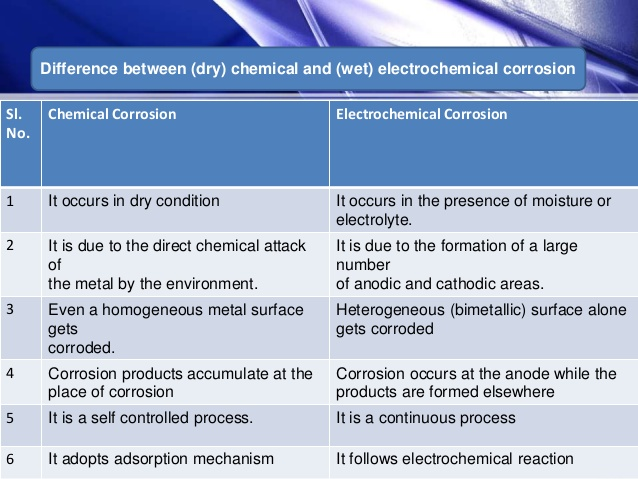 Difference between (dry) chemical and (wet) electrochemical corrosion
Sl. No. Chemical Corrosion Electrochemical Corrosion
1 It occurs in dry condition It occurs in the presence of moisture or
electrolyte.
2 It is due to the direct chemical attack
of
the metal by the environment.
It is due to the formation of a large
number
of anodic and cathodic areas.
3 Even a homogeneous metal surface
gets
corroded.
Heterogeneous (bimetallic) surface alone
gets corroded
4 Corrosion products accumulate at the
place of corrosion
Corrosion occurs at the anode while the
products are formed elsewhere
5 It is a self controlled process. It is a continuous process
6 It adopts adsorption mechanism It follows electrochemical reaction